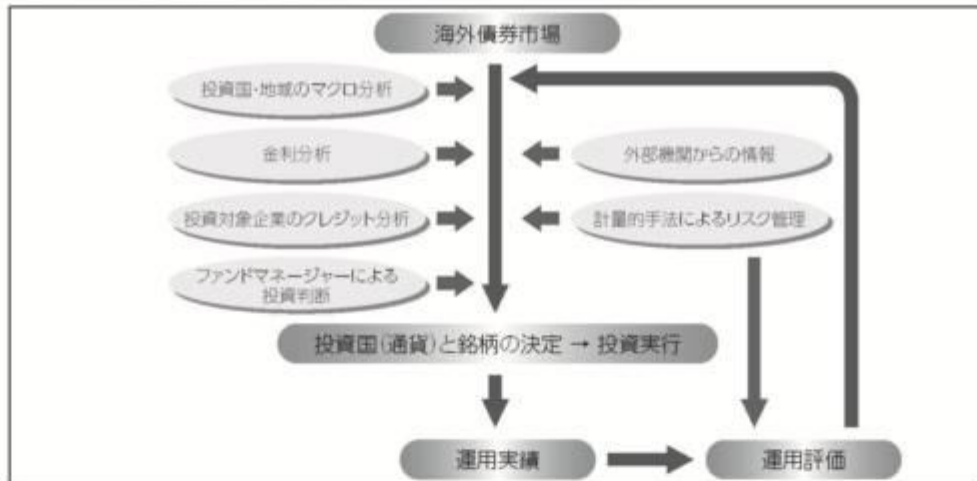 海外債券市場
投資国・地域のマクロ分析
金利分析
外部機関からの情報
投資対象企業のクレジット分析
計量的手法によるリスク管理
ファンドマネージャーによる
投資判断
投資国(通貨)と銘柄の決定 → 投資実行
運用実績
運用評価